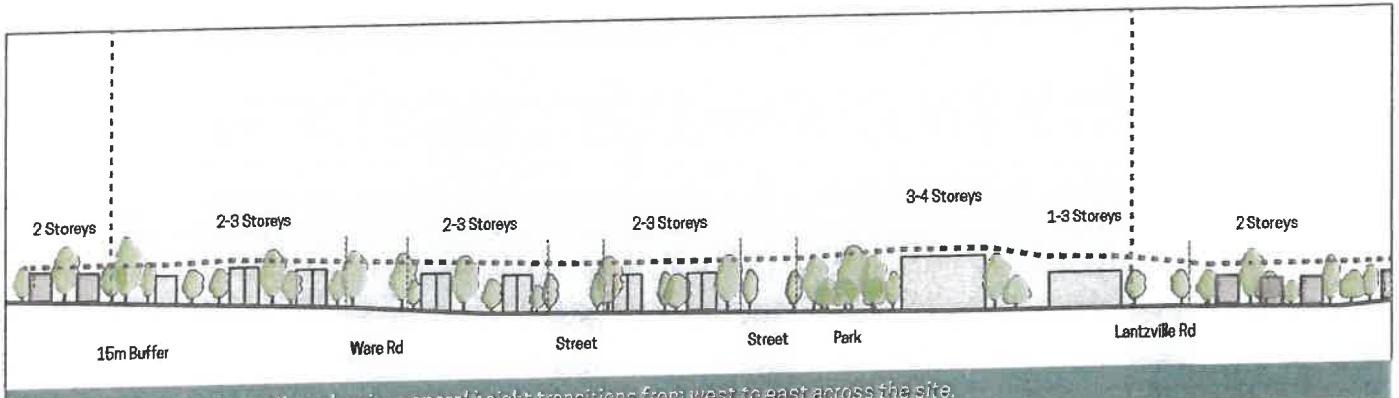 3-4 Storeys
2 Storeys
2-3 Storeys
2-3 Storeys
2-3 Storeys
1-3 Storeys
2 Storeys
15m Buffer
Ware Rd
Street
Street
Park
Lantzville Rd
height transitions from west to east across the site.